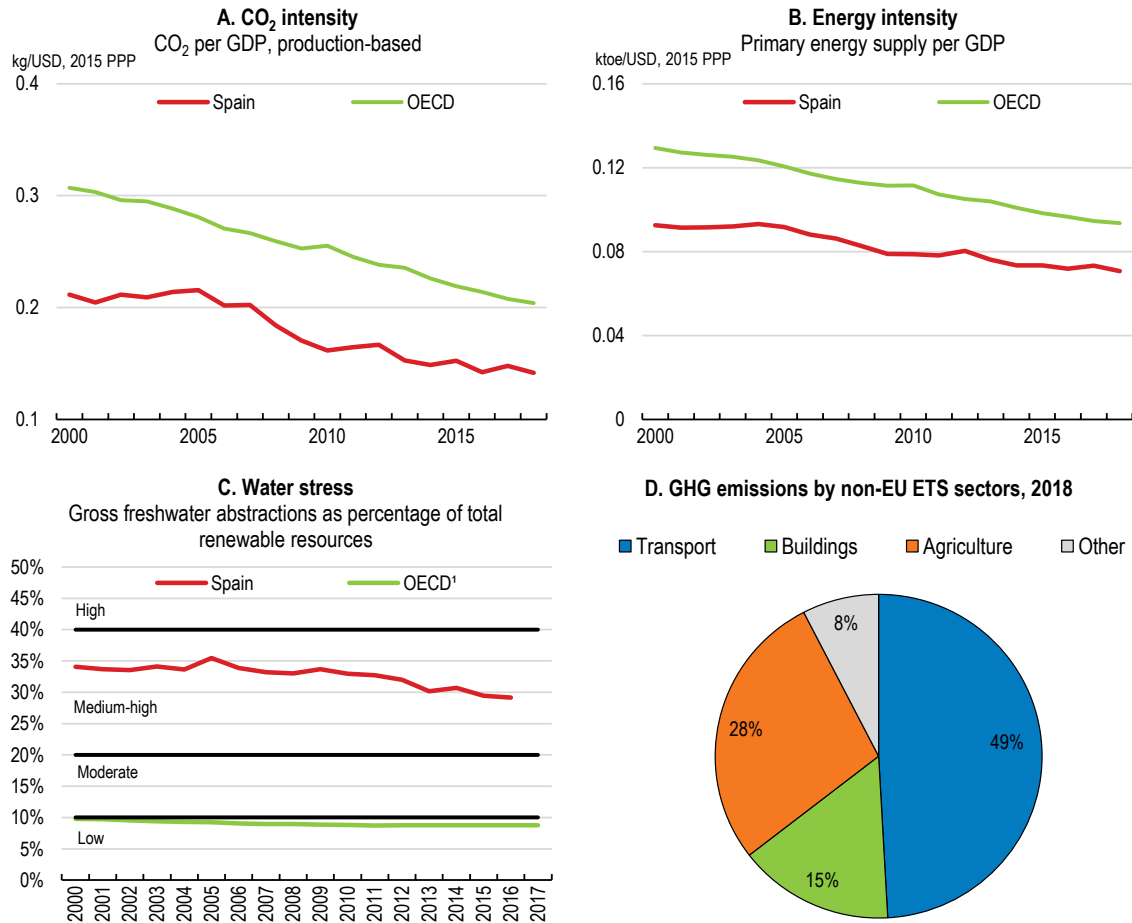 A. CO₂ intensity
CO₂ per GDP, production-based
kg/USD, 2015 PPP
0.4
Spain
OECD
0.3
0.2
0.1
2000
2005
2010
2015
B. Energy intensity
Primary energy supply per GDP
ktoe/USD, 2015 PPP
0.16
Spain
OECD
0.12
0.08
0.04
0
2000
2005
2010
2015
C. Water stress
Gross freshwater abstractions as percentage of total
renewable resources
50%
Spain
OECD¹
45%
High
40%
35%
30%
Medium-high
25%
20%
Moderate
15%
10%
Low
5%
0%
2000
2001
2002
2003
2004
2005
2006
2007
2008
2009
2010
2011
2012
2013
2014
2015
2016
2017
D. GHG emissions by non-EU ETS sectors, 2018
Transport
Buildings
Agriculture
Other
8%
28%
49%
15%